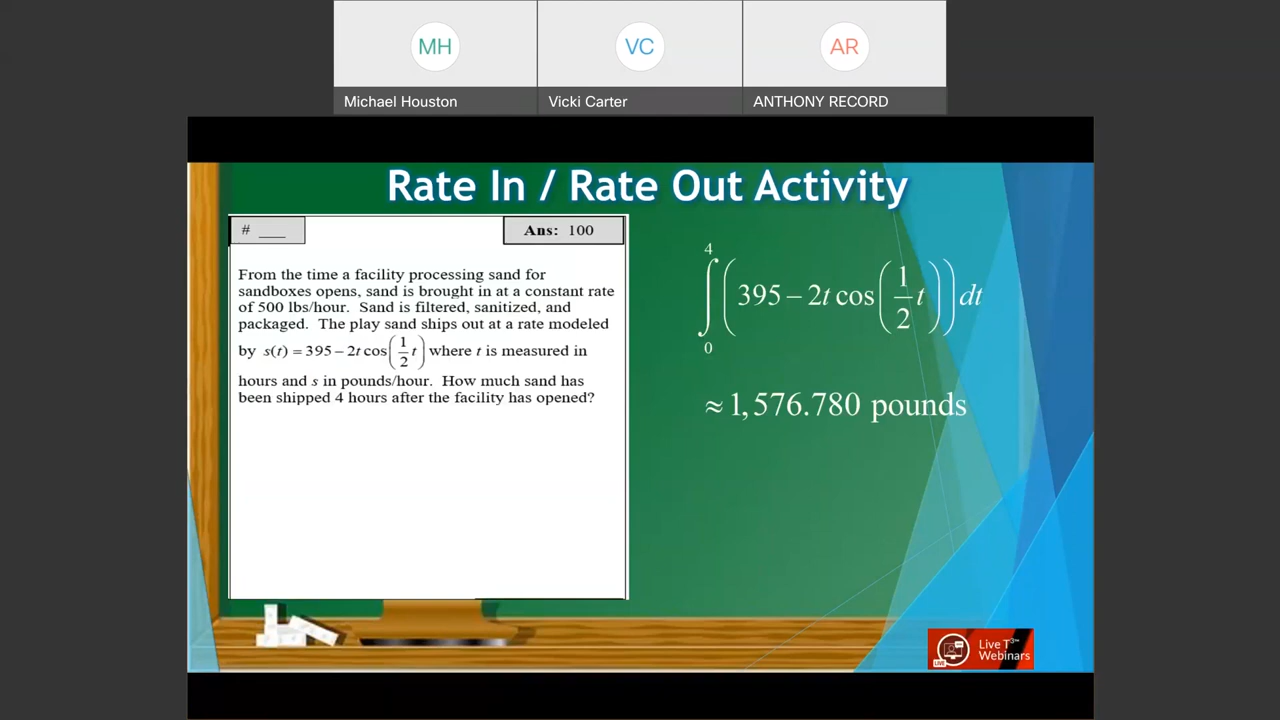 MH
VC
AR
Michael Houston
Vicki Carter
ANTHONY RECORD
Rate In / Rate Out Activity
# ___
Ans: 100
From the time a facility processing sand for
sandboxes opens, sand is brought in at a constant rate
of 500 lbs/hour. Sand is filtered, sanitized, and
packaged. The play sand ships out at a rate modeled
by s(t) = 395 – 2t cos(1/2 t) where t is measured in
hours and s in pounds/hour. How much sand has
been shipped 4 hours after the facility has opened?
∫₀⁴ (395 – 2t cos(1/2 t)) dt
≈ 1,576.780 pounds
LIVE
Live T³™
Webinars